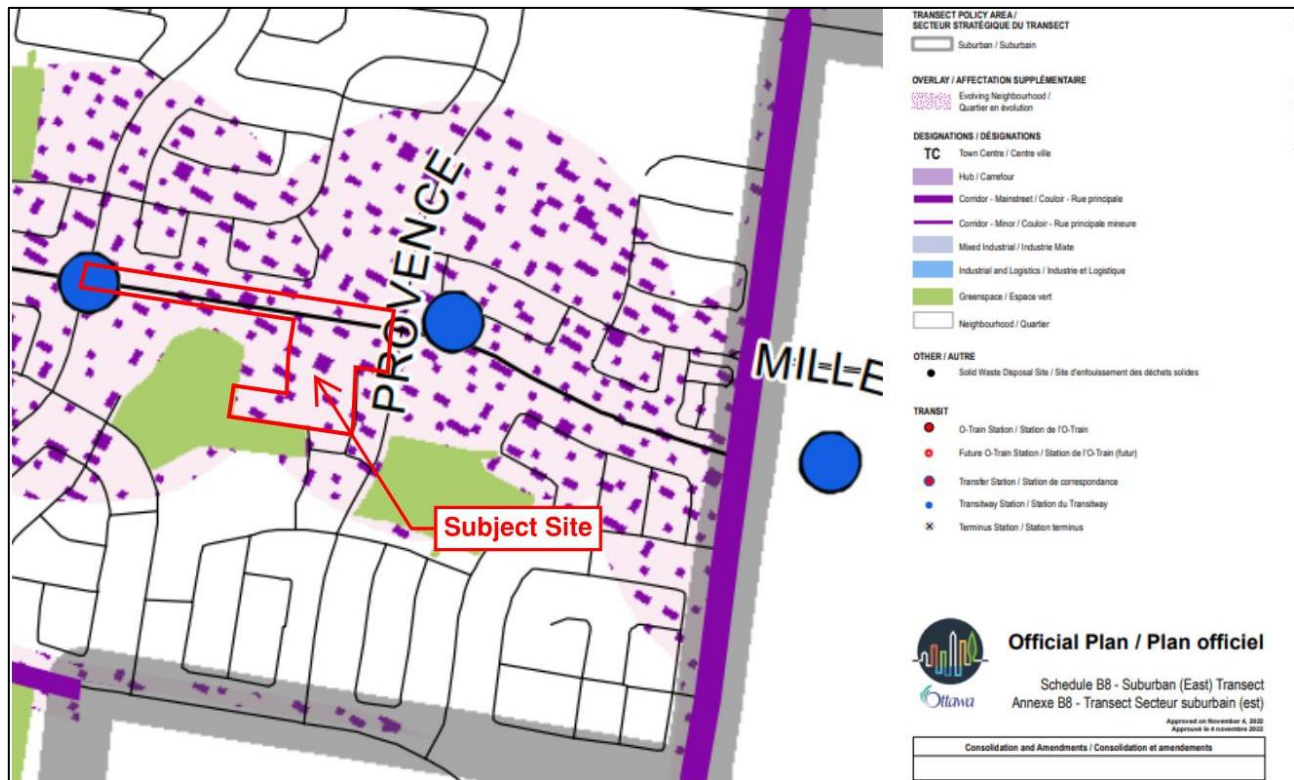 PROVENCE
MILLE
Subject Site
TRANSECT POLICY AREA /
SECTEUR STRATÉGIQUE DU TRANSECT
Suburban / Suburbain
OVERLAY / AFFECTATION SUPPLÉMENTAIRE
Evolving Neighbourhood /
Quartier en évolution
DESIGNATIONS / DÉSIGNATIONS
TC Town Centre / Centre ville
Hub / Carrefour
Corridor - Mainstreet / Couloir - Rue principale
Corridor - Minor / Couloir - Rue principale mineure
Mixed Industrial / Industrie Mixte
Industrial and Logistics / Industrie et Logistique
Greenspace / Espace vert
Neighbourhood / Quartier
OTHER / AUTRE
Solid Waste Disposal Site / Site d'enfouissement des déchets solides
TRANSIT
O-Train Station / Station de l'O-Train
Future O-Train Station / Station de l'O-Train (futur)
Transfer Station / Station de correspondance
Transitway Station / Station du Transitway
Terminus Station / Station terminus
Ottawa
Official Plan / Plan officiel
Schedule B8 - Suburban (East) Transect
Annexe B8 - Transect Secteur suburbain (est)
Approved on November 4, 2022
Approuvé le 4 novembre 2022
Consolidation and Amendments / Consolidation et amendements